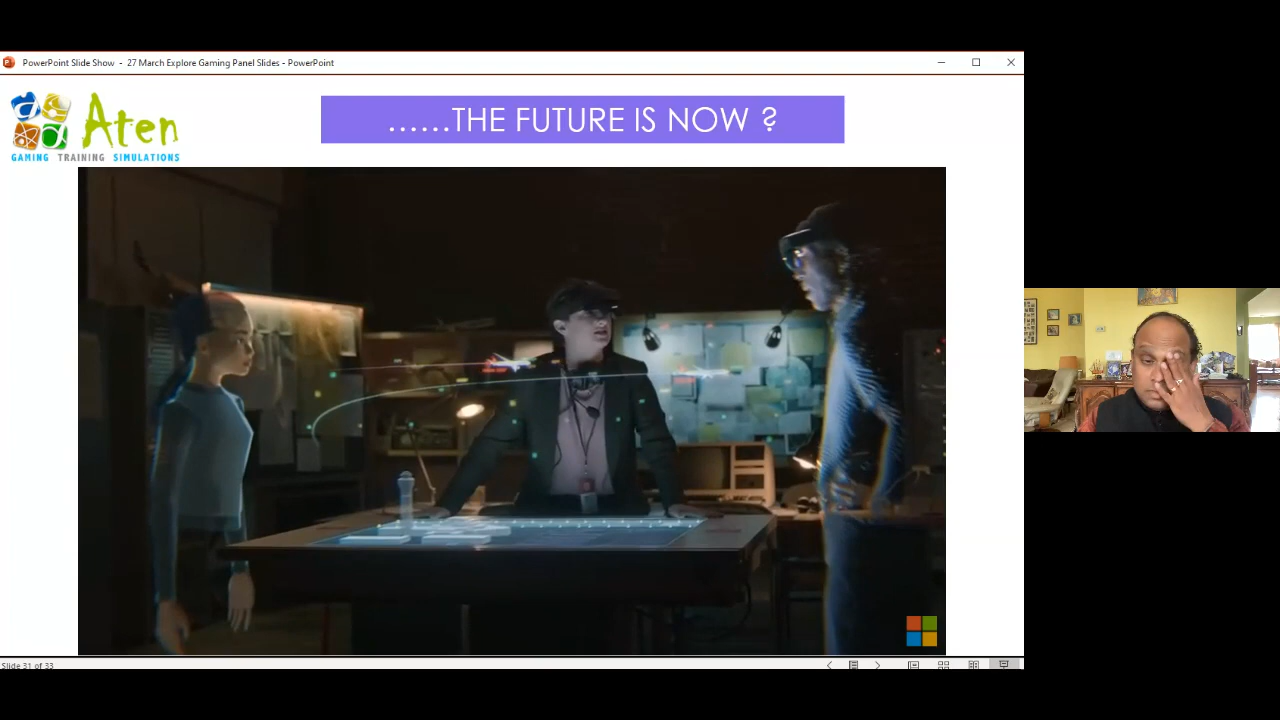 PowerPoint Slide Show - 27 March Explore Gaming Panel Slides - PowerPoint
Aten
GAMING TRAINING SIMULATIONS
......THE FUTURE IS NOW ?
Slide 31 of 33